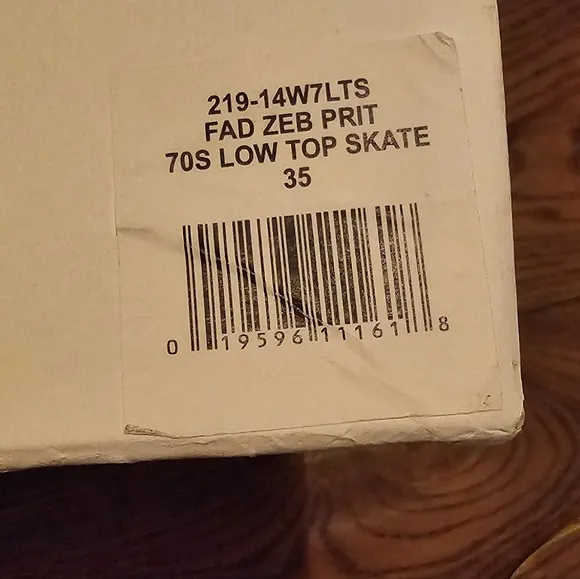 219-14W7LTS
FAD ZEB PRIT
70S LOW TOP SKATE
35
0 19596 11161 8